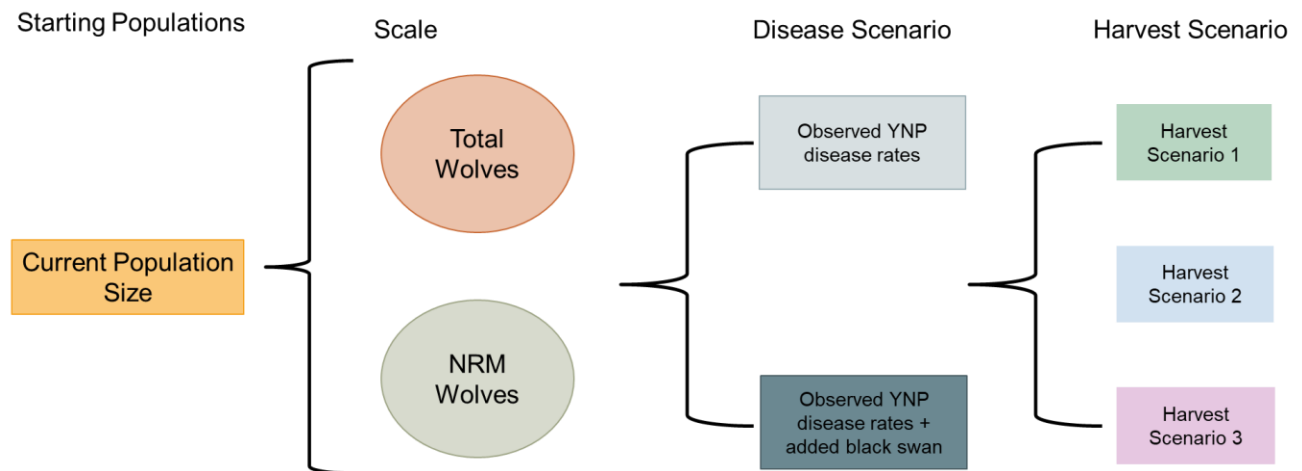 Starting Populations
Scale
Disease Scenario
Harvest Scenario
Current Population
Size
Total
Wolves
NRM
Wolves
Observed YNP
disease rates
Observed YNP
disease rates +
added black swan
Harvest
Scenario 1
Harvest
Scenario 2
Harvest
Scenario 3